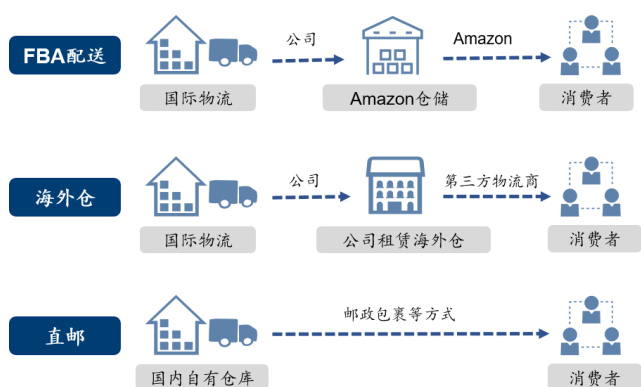 FBA配送
公司
Amazon
国际物流
Amazon仓储
消费者
海外仓
公司
第三方物流商
国际物流
公司租赁海外仓
消费者
直邮
邮政包裹等方式
国内自有仓库
消费者